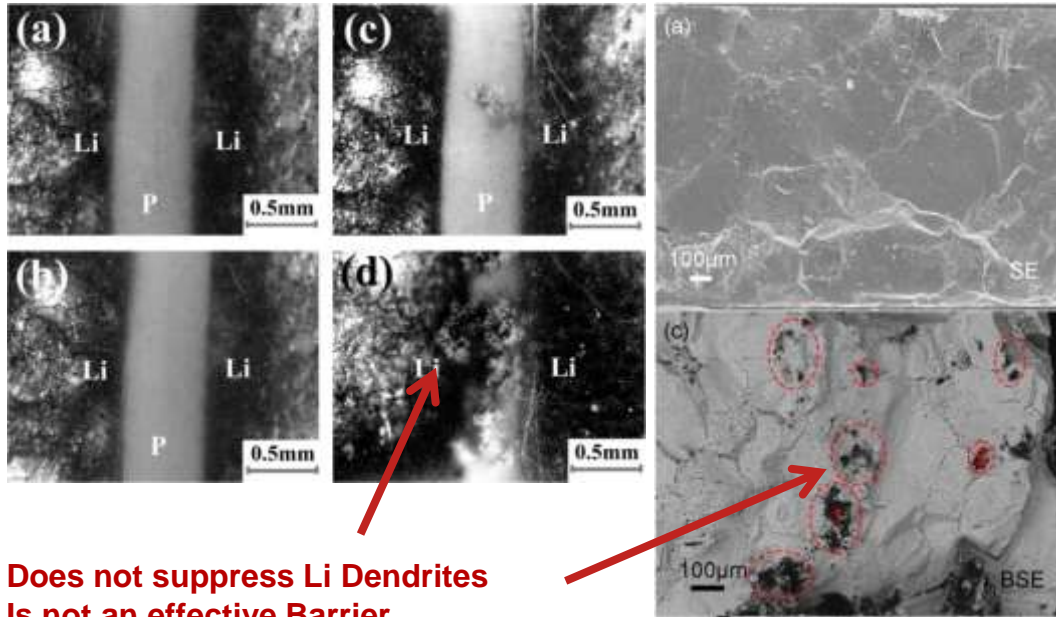 (a)
Li
Li
P
0.5mm
(c)
Li
Li
P
0.5mm
(b)
Li
Li
P
0.5mm
(d)
Li
Li
0.5mm
(a)
100μm
SE
(c)
100μm
BSE
Does not suppress Li Dendrites
Is not an effective Barrier